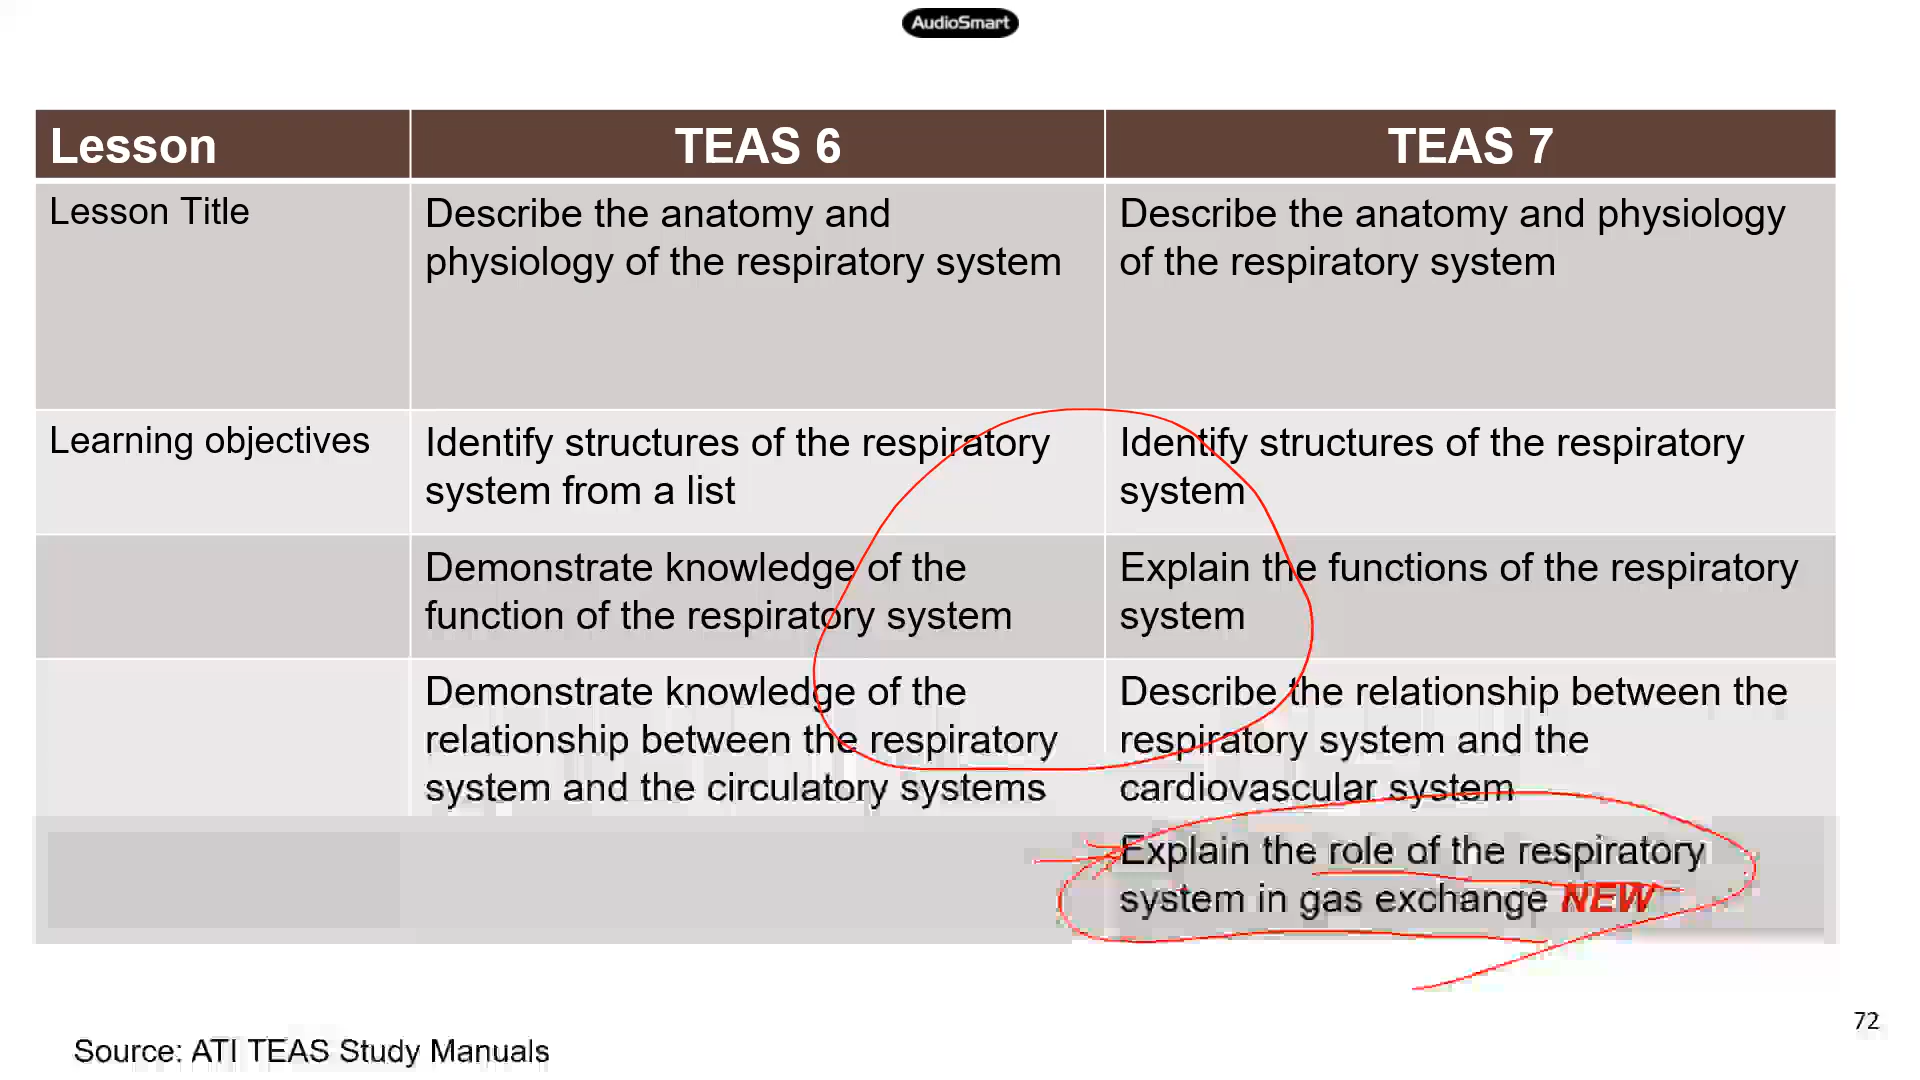 AudioSmart
Lesson
TEAS 6
TEAS 7
Lesson Title
Describe the anatomy and
physiology of the respiratory system
Describe the anatomy and physiology
of the respiratory system
Learning objectives
Identify structures of the respiratory
system from a list
Identify structures of the respiratory
system
Demonstrate knowledge of the
function of the respiratory system
Explain the functions of the respiratory
system
Demonstrate knowledge of the
relationship between the respiratory
system and the circulatory systems
Describe the relationship between the
respiratory system and the
cardiovascular system
Explain the role of the respiratory
system in gas exchange NEW
72
Source: ATI TEAS Study Manuals